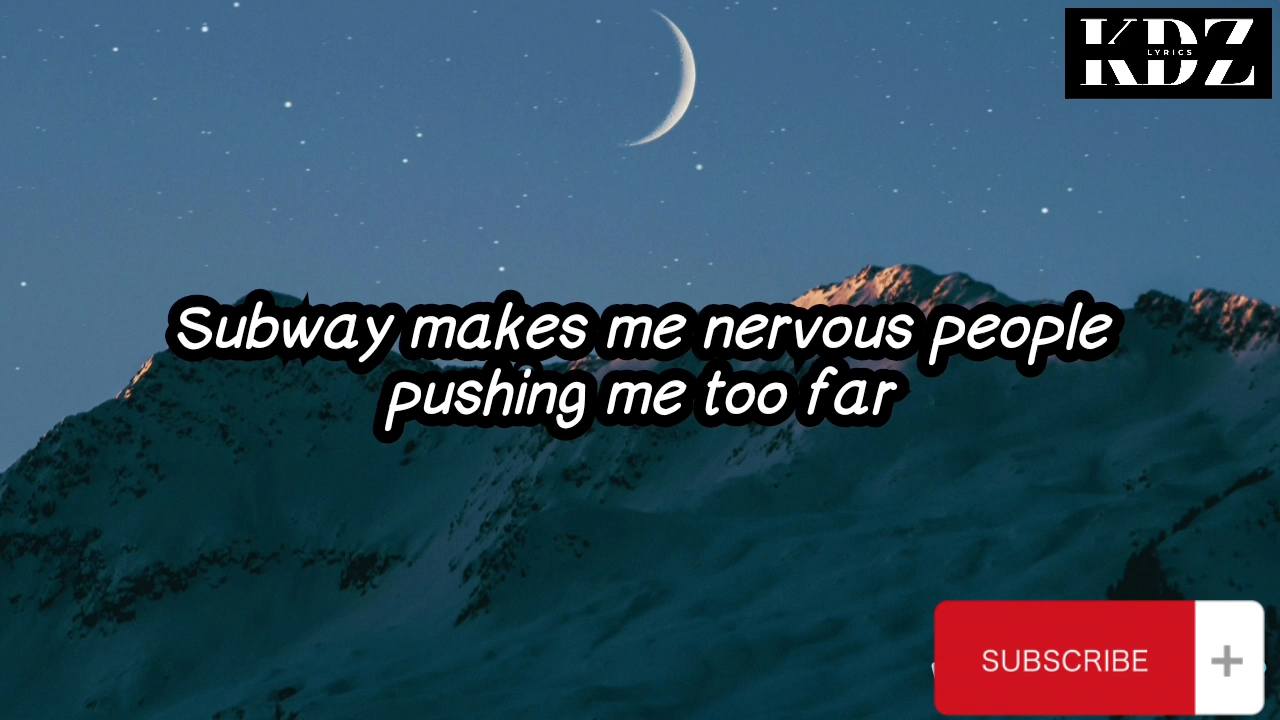 KDZ
LYRICS
Subway makes me nervous people
pushing me too far
SUBSCRIBE
+